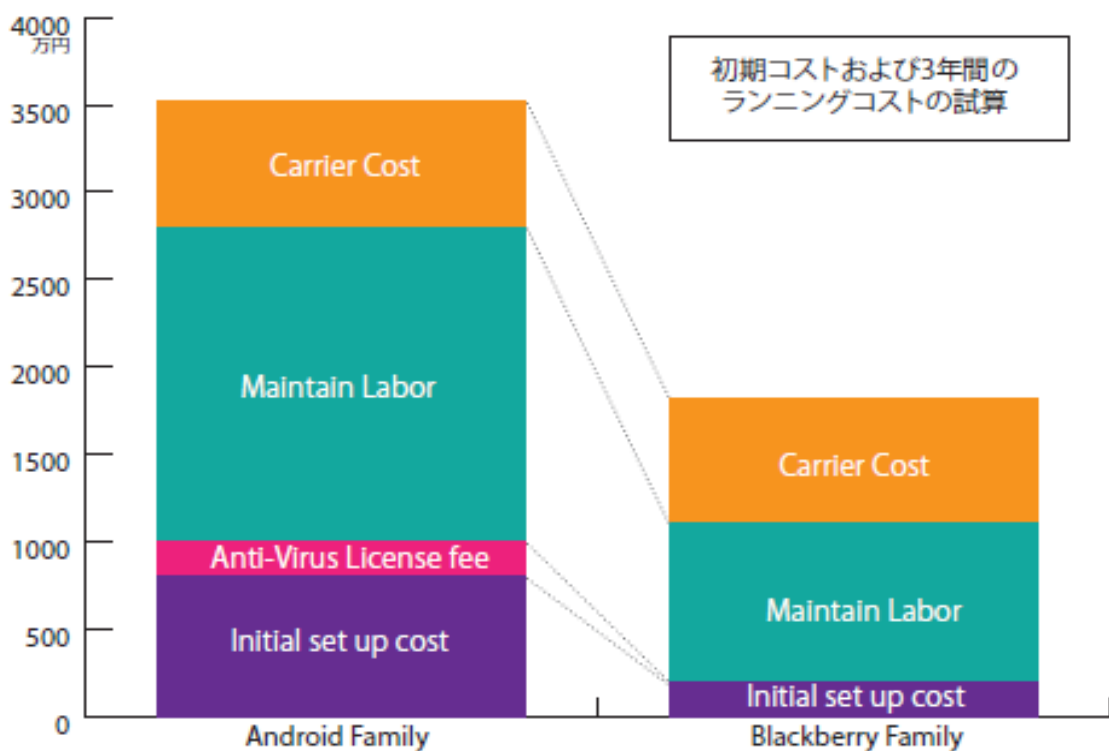 4000
万円
3500
3000
2500
2000
1500
1000
500
0
初期コストおよび3年間の
ランニングコストの試算
Carrier Cost
Maintain Labor
Anti-Virus License fee
Initial set up cost
Android Family
Carrier Cost
Maintain Labor
Initial set up cost
Blackberry Family